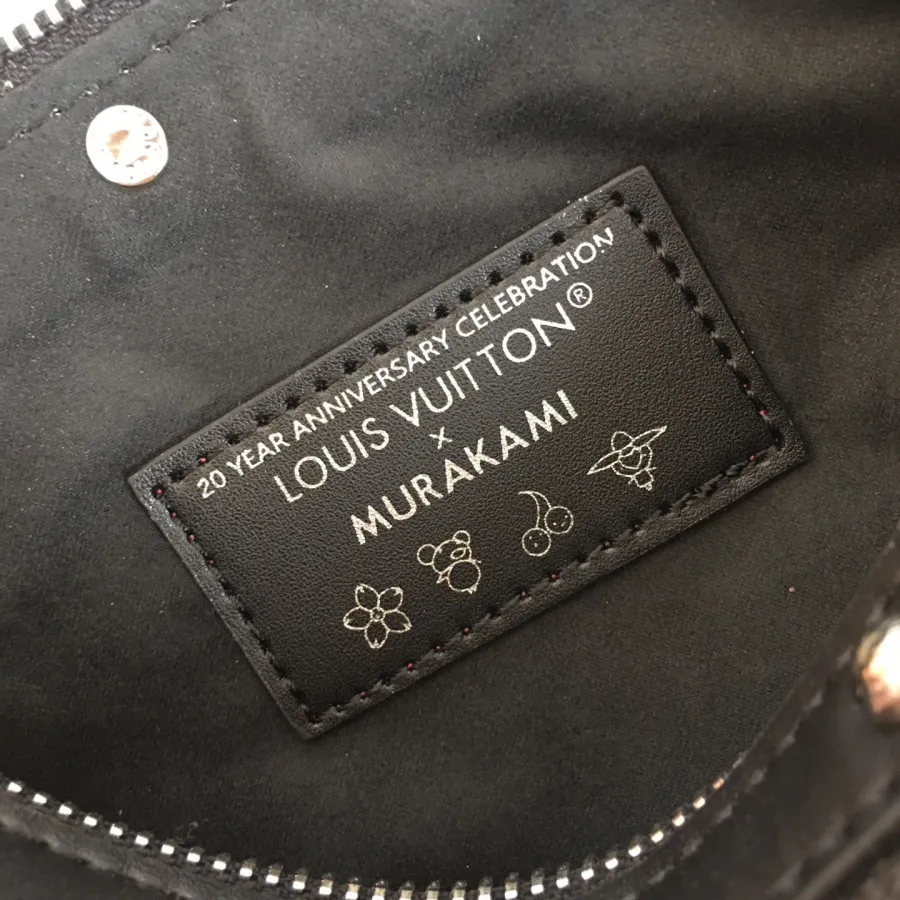 20 YEAR ANNIVERSARY CELEBRATION
LOUIS VUITTON®
×
MURAKAMI